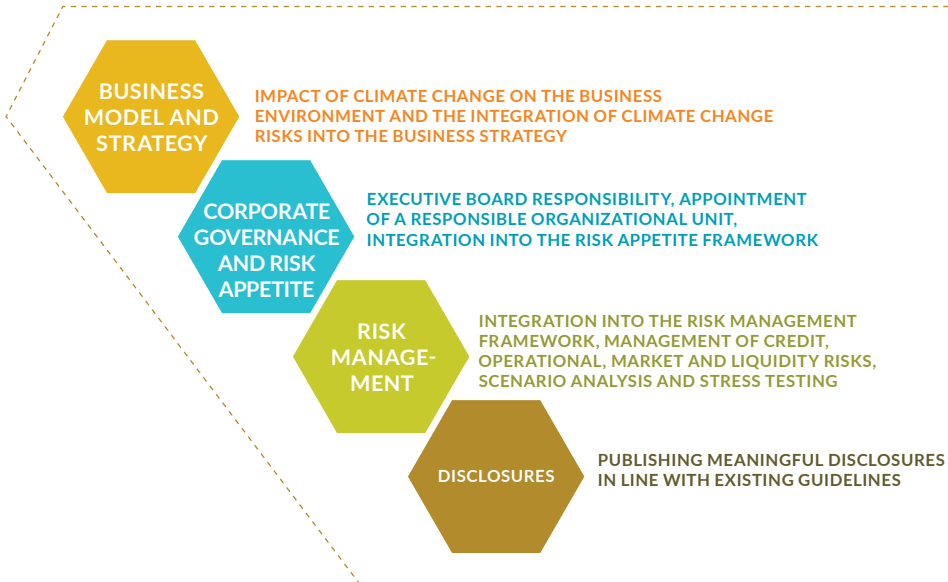 BUSINESS
MODEL AND
STRATEGY
IMPACT OF CLIMATE CHANGE ON THE BUSINESS
ENVIRONMENT AND THE INTEGRATION OF CLIMATE CHANGE
RISKS INTO THE BUSINESS STRATEGY
CORPORATE
GOVERNANCE
AND RISK
APPETITE
EXECUTIVE BOARD RESPONSIBILITY, APPOINTMENT
OF A RESPONSIBLE ORGANIZATIONAL UNIT,
INTEGRATION INTO THE RISK APPETITE FRAMEWORK
RISK
MANAGE-
MENT
INTEGRATION INTO THE RISK MANAGEMENT
FRAMEWORK, MANAGEMENT OF CREDIT,
OPERATIONAL, MARKET AND LIQUIDITY RISKS,
SCENARIO ANALYSIS AND STRESS TESTING
DISCLOSURES
PUBLISHING MEANINGFUL DISCLOSURES
IN LINE WITH EXISTING GUIDELINES